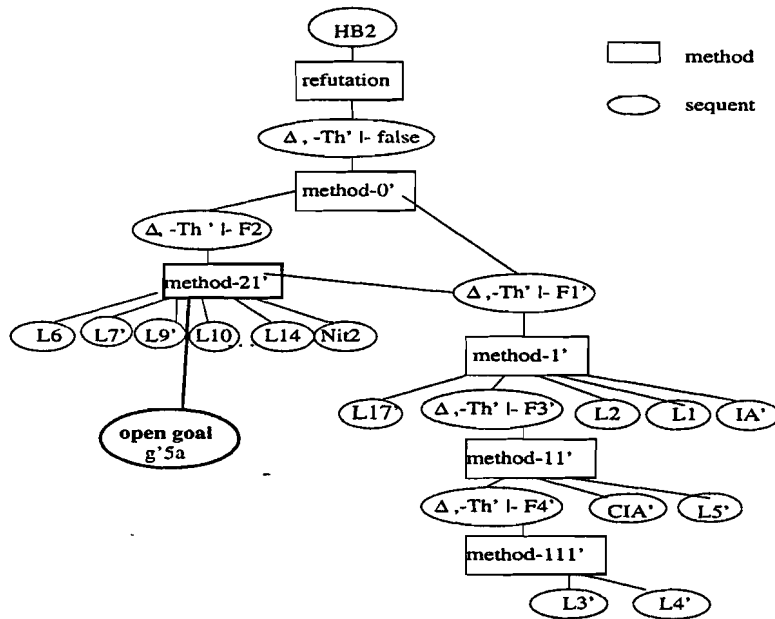 HB2
method
refutation
sequent
Δ , -Th' |- false
method-0'
Δ, -Th ' |- F2
method-21'
Δ ,-Th' |- F1'
L6
L7'
L9'
L10
...
L14
Nit2
method-1'
L17'
Δ ,-Th' |- F3'
L2
L1
IA'
open goal
g'5a
method-11'
Δ ,-Th' |- F4'
CIA'
L5'
method-111'
L3'
L4'